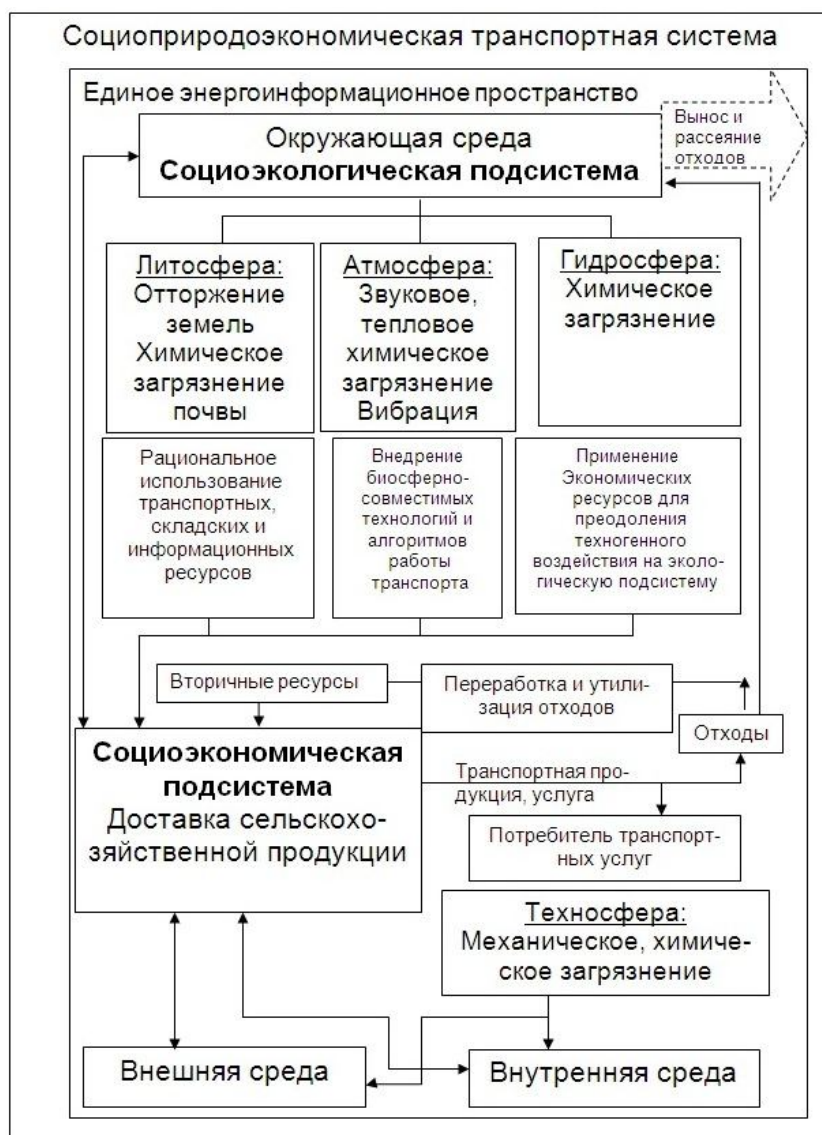 Социоприродоэкономическая транспортная система
Единое энергоинформационное пространство
Окружающая среда
Социоэкологическая подсистема
Вынос и
рассеяние
отходов
Литосфера:
Отторжение
земель
Химическое
загрязнение
почвы
Атмосфера:
Звуковое,
тепловое
химическое
загрязнение
Вибрация
Гидросфера:
Химическое
загрязнение
Рациональное
использование
транспортных,
складских и
информационных
ресурсов
Внедрение
биосферно-
совместимых
технологий и
алгоритмов
работы
транспорта
Применение
Экономических
ресурсов для
преодоления
техногенного
воздействия на эколо-
гическую подсистему
Вторичные ресурсы
Переработка и утили-
зация отходов
Отходы
Социоэкономическая
подсистема
Доставка сельскохо-
зяйственной продукции
Транспортная про-
дукция, услуга
Потребитель транспорт-
ных услуг
Техносфера:
Механическое, химиче-
ское загрязнение
Внешняя среда
Внутренняя среда